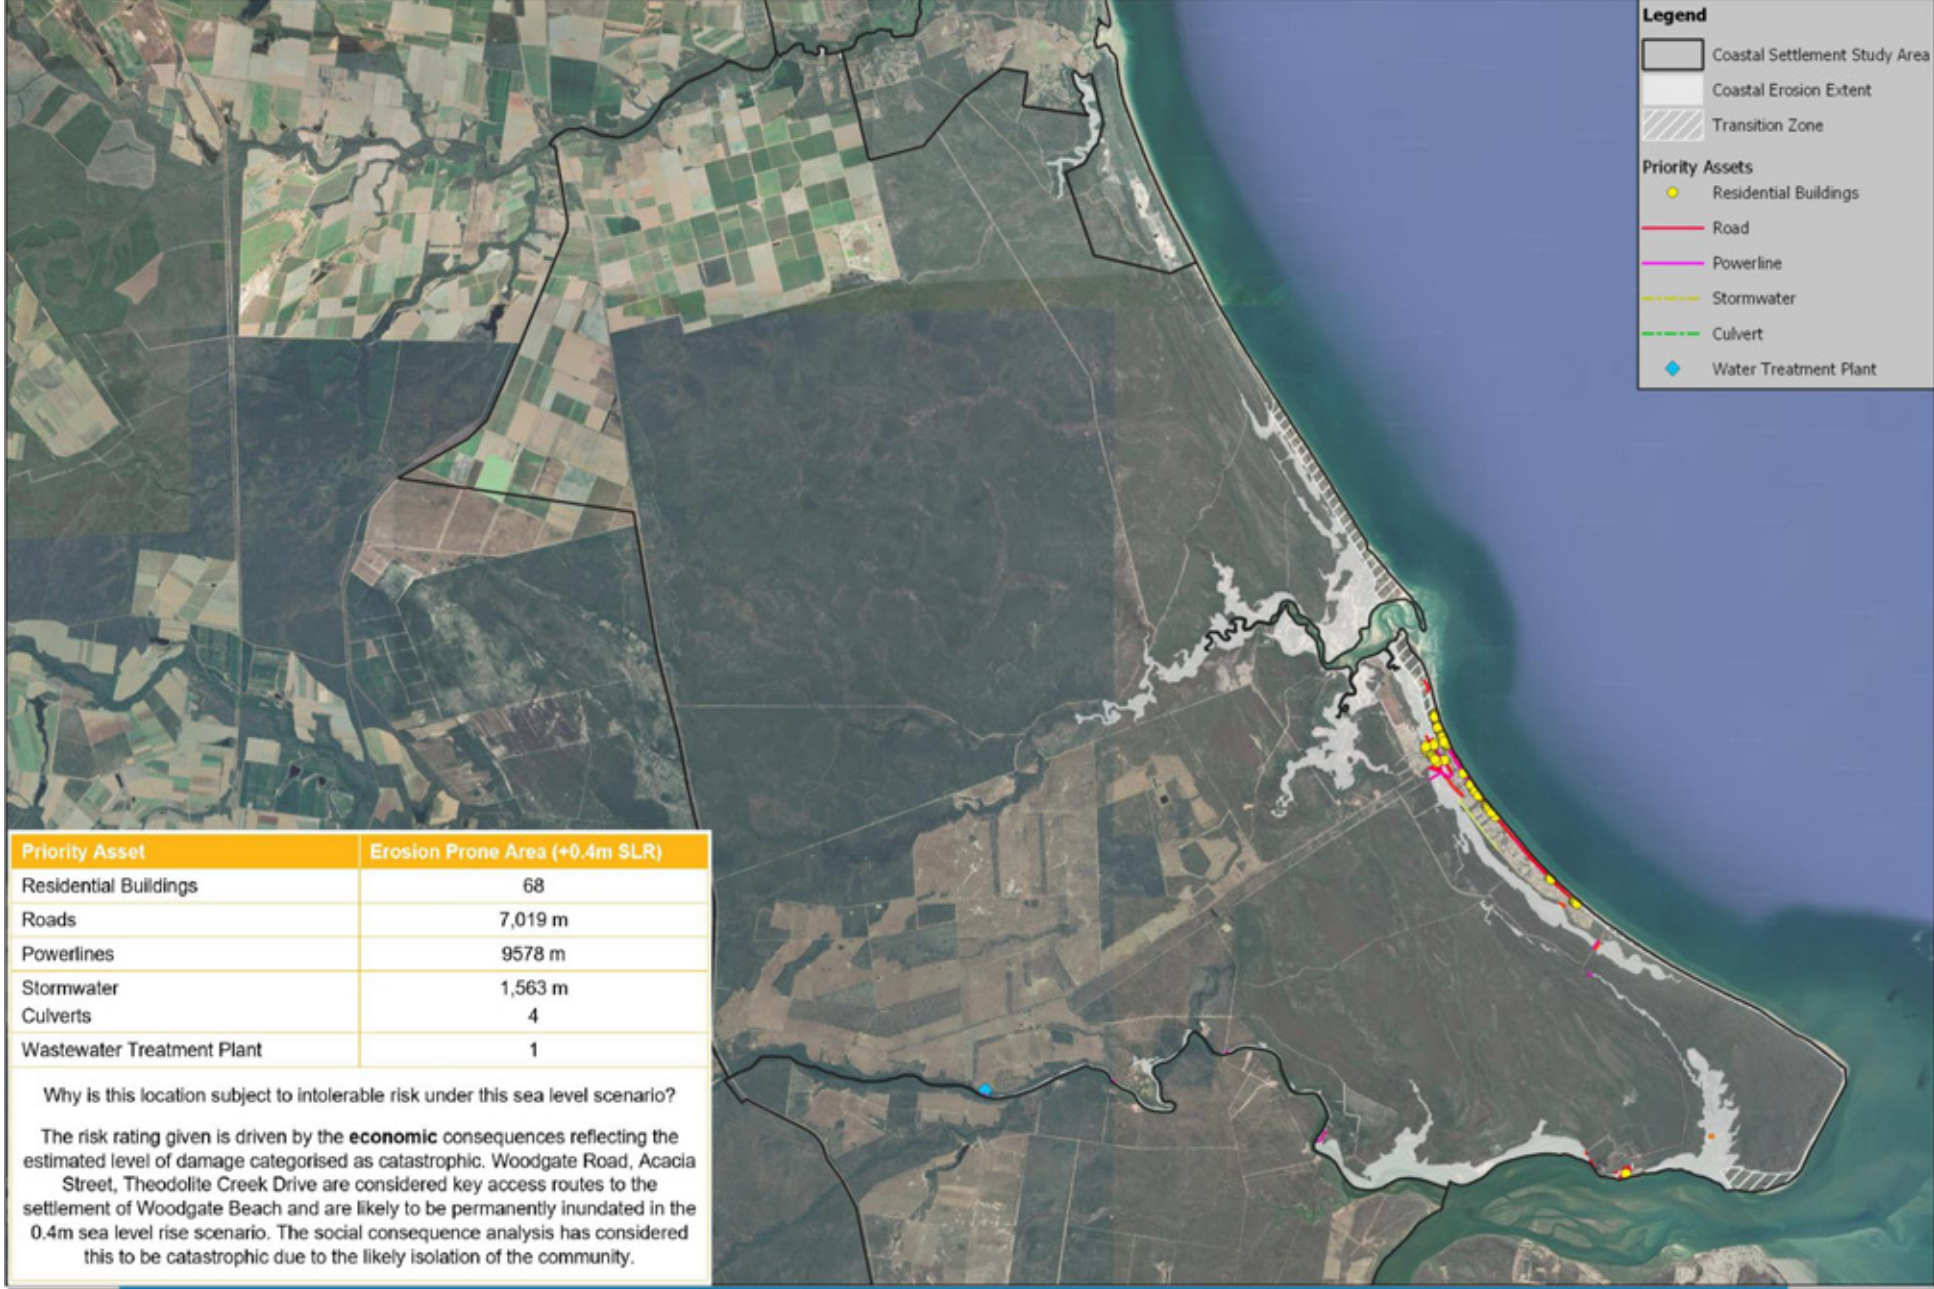 Legend
Coastal Settlement Study Area
Coastal Erosion Extent
Transition Zone
Priority Assets
Residential Buildings
Road
Powerline
Stormwater
Culvert
Water Treatment Plant
Priority Asset Erosion Prone Area (+0.4m SLR)
Residential Buildings 68
Roads 7,019 m
Powerlines 9578 m
Stormwater 1,563 m
Culverts 4
Wastewater Treatment Plant 1
Why is this location subject to intolerable risk under this sea level scenario?
The risk rating given is driven by the economic consequences reflecting the
estimated level of damage categorised as catastrophic. Woodgate Road, Acacia
Street, Theodolite Creek Drive are considered key access routes to the
settlement of Woodgate Beach and are likely to be permanently inundated in the
0.4m sea level rise scenario. The social consequence analysis has considered
this to be catastrophic due to the likely isolation of the community.